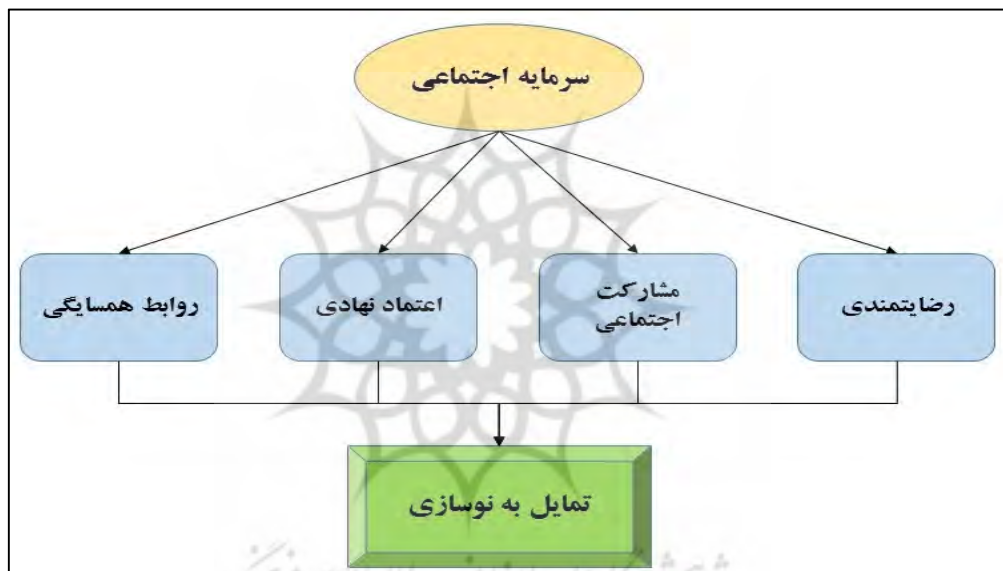 سرمایه اجتماعی
رضایتمندی
مشارکت
اجتماعی
اعتماد نهادی
روابط همسایگی
تمایل به نوسازی